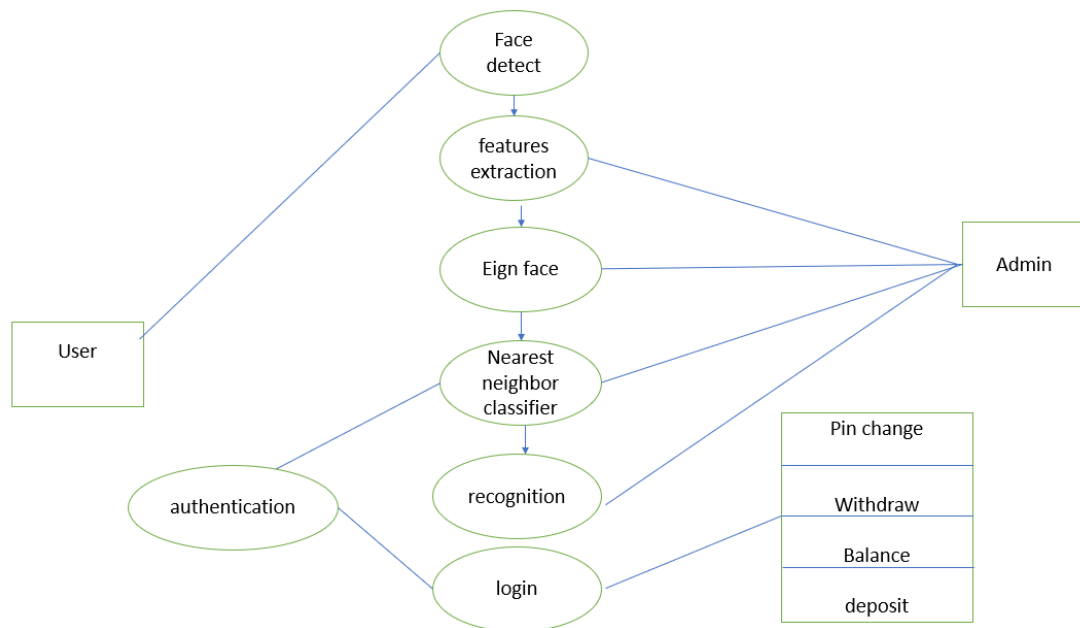 Face
detect
features
extraction
Eign face
Admin
User
Nearest
neighbor
classifier
Pin change
authentication
recognition
Withdraw
Balance
login
deposit